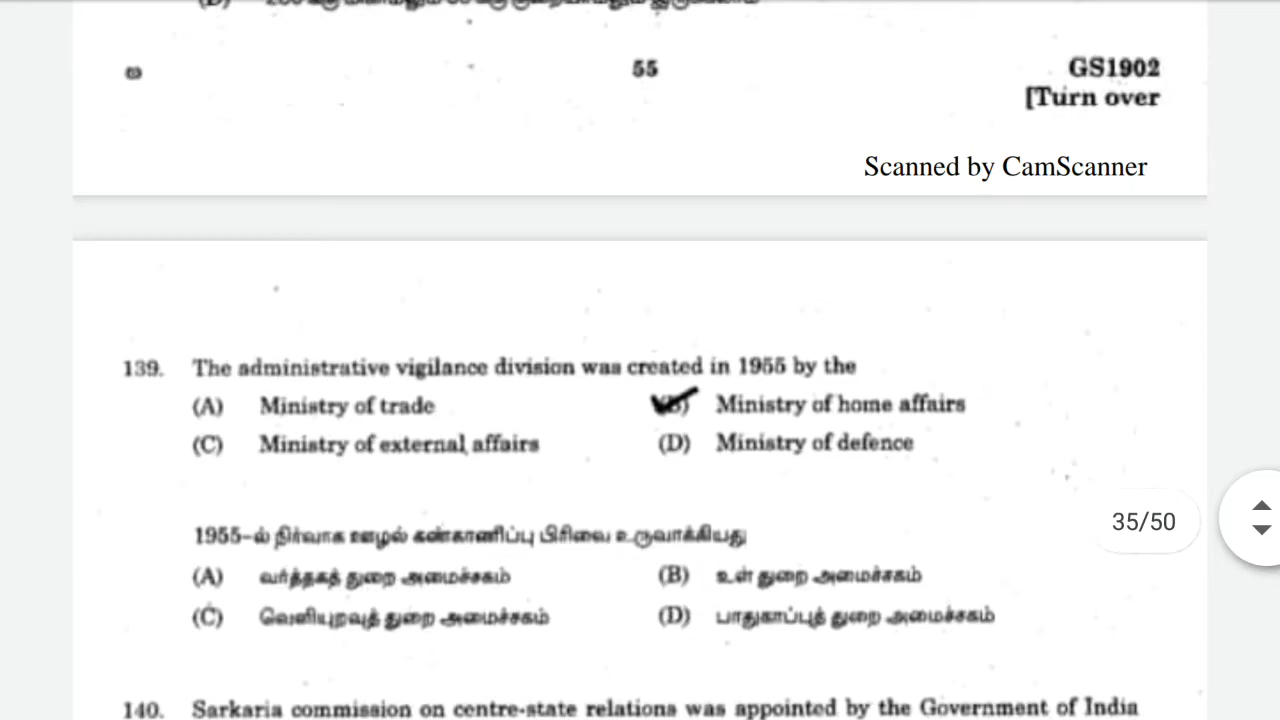 55
GS1902
[Turn over
Scanned by CamScanner
139. The administrative vigilance division was created in 1955 by the
(A) Ministry of trade (B) Ministry of home affairs
(C) Ministry of external affairs (D) Ministry of defence
35/50
1955-ல் நிர்வாக ஊழல் கண்காணிப்பு பிரிவை உருவாக்கியது
(A) வர்த்தகத் துறை அமைச்சகம் (B) உள் துறை அமைச்சகம்
(C) வெளியுறவுத் துறை அமைச்சகம் (D) பாதுகாப்புத் துறை அமைச்சகம்
140. Sarkaria commission on centre-state relations was appointed by the Government of India